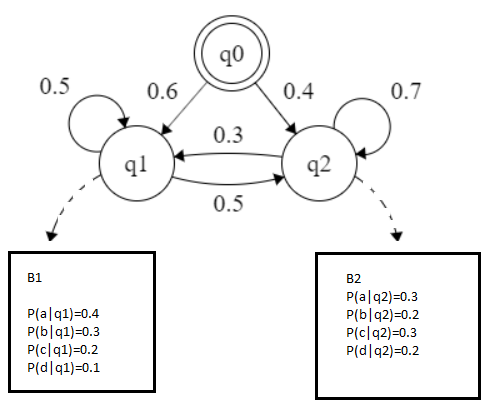 q0
0.5
0.6
0.4
0.7
0.3
q1
q2
0.5
B1
P(a|q1)=0.4
P(b|q1)=0.3
P(c|q1)=0.2
P(d|q1)=0.1
B2
P(a|q2)=0.3
P(b|q2)=0.2
P(c|q2)=0.3
P(d|q2)=0.2